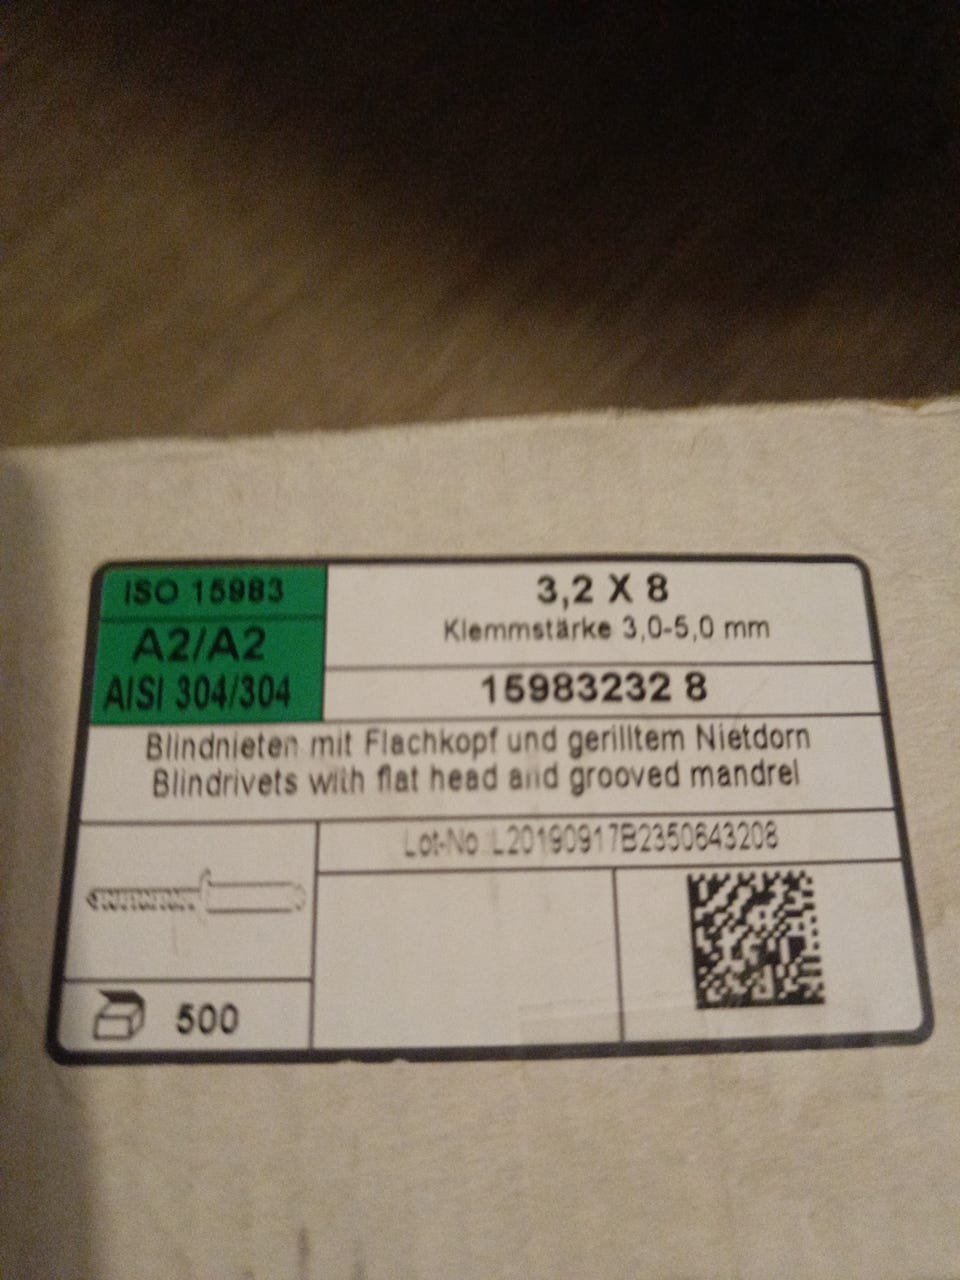 ISO 15983
A2/A2
AISI 304/304
3,2 X 8
Klemmstärke 3,0-5,0 mm
15983232 8
Blindnieten mit Flachkopf und gerilltem Nietdorn
Blindrivets with flat head and grooved mandrel
Lot-No L20190917B2350643208
500